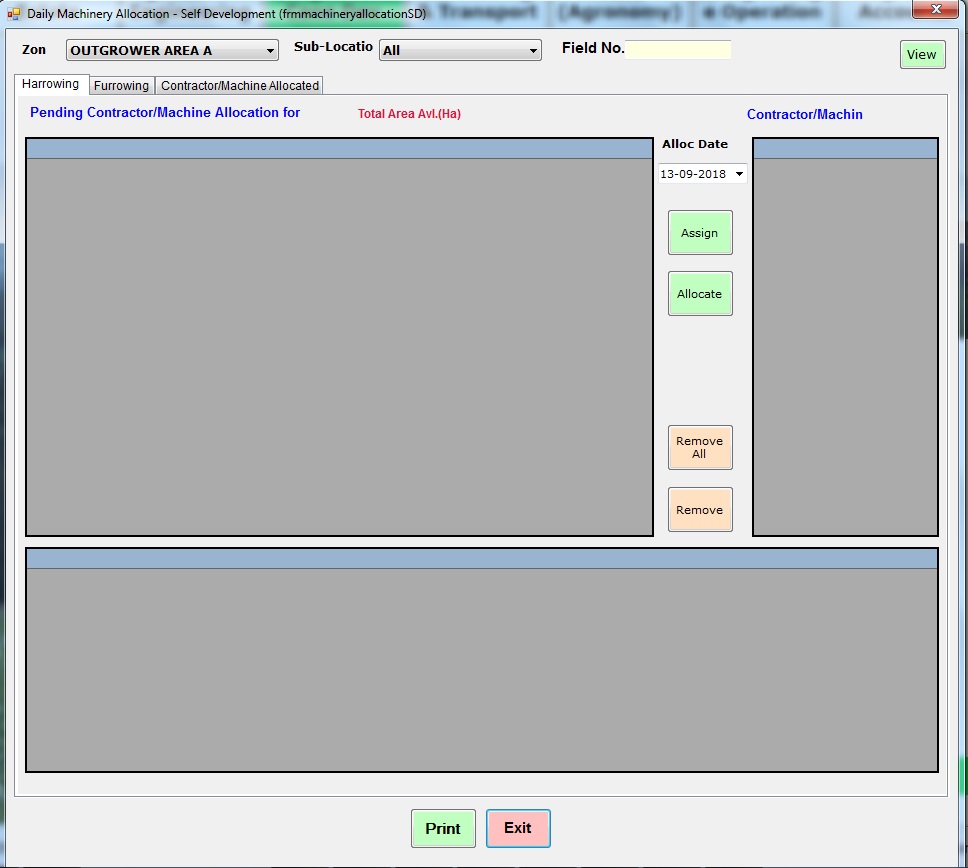 Daily Machinery Allocation - Self Development (frmmachineryallocationSD)
Transport (Agronomy) e Operation
Zon OUTGROWER AREA A Sub-Locatio All Field No. View
Harrowing Furrowing Contractor/Machine Allocated
Pending Contractor/Machine Allocation for Total Area Avl.(Ha) Contractor/Machin
Alloc Date
13-09-2018
Assign
Allocate
Remove
All
Remove
Print Exit